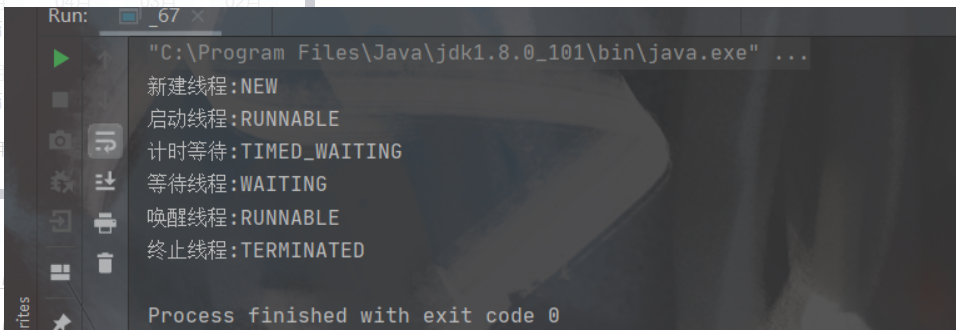 Run:
_67
"C:\Program Files\Java\jdk1.8.0_101\bin\java.exe" ...
新建线程:NEW
启动线程:RUNNABLE
计时等待:TIMED_WAITING
等待线程:WAITING
唤醒线程:RUNNABLE
终止线程:TERMINATED
Process finished with exit code 0
rites